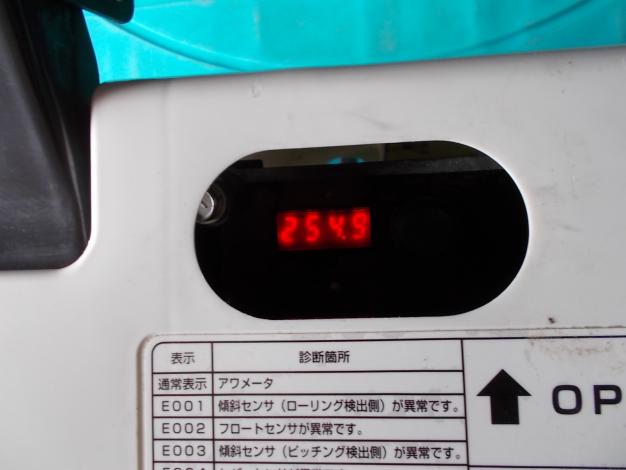 254.9
表示 診断箇所
通常表示 アワメータ
E001 傾斜センサ（ローリング検出側）が異常です。
E002 フロートセンサが異常です。
E003 傾斜センサ（ピッチング検出側）が異常です。
OP